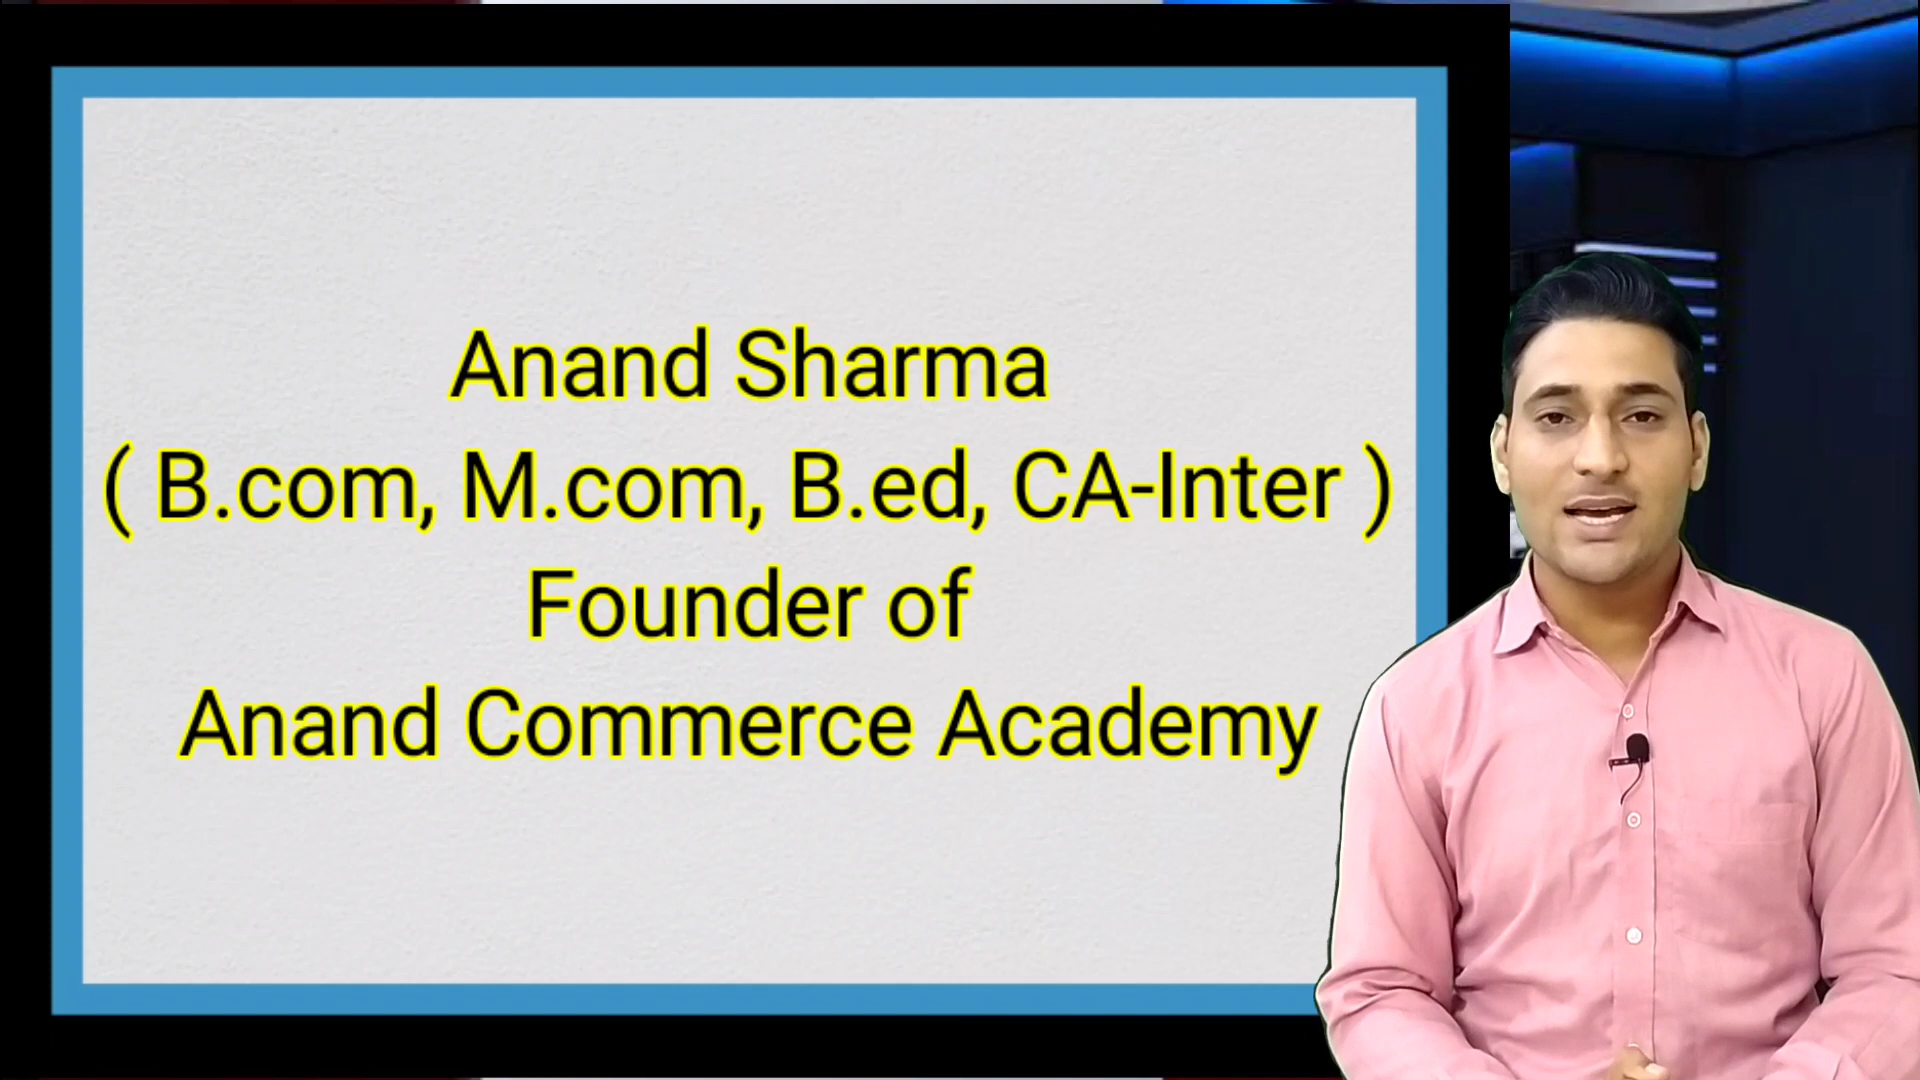 Anand Sharma
( B.com, M.com, B.ed, CA-Inter )
Founder of
Anand Commerce Academy